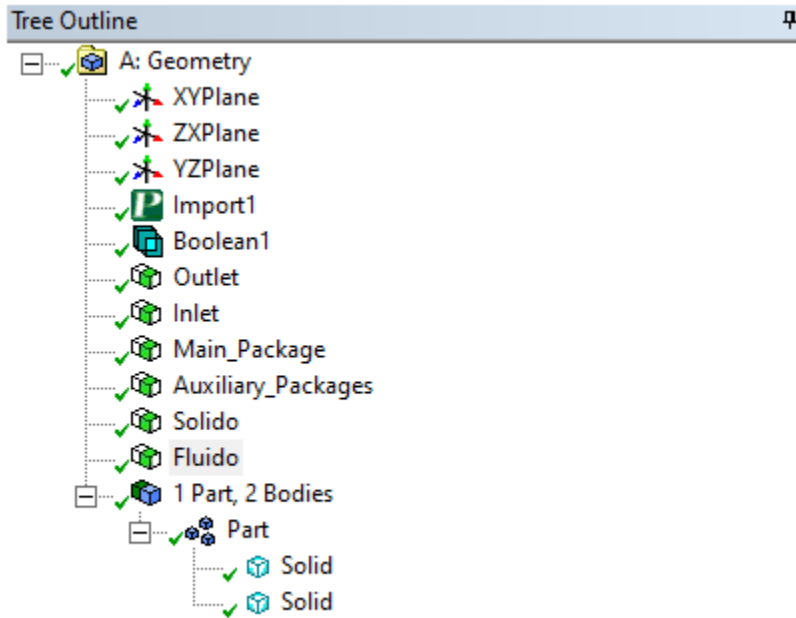 Tree Outline
A: Geometry
XYPlane
ZXPlane
YZPlane
Import1
Boolean1
Outlet
Inlet
Main_Package
Auxiliary_Packages
Solido
Fluido
1 Part, 2 Bodies
Part
Solid
Solid